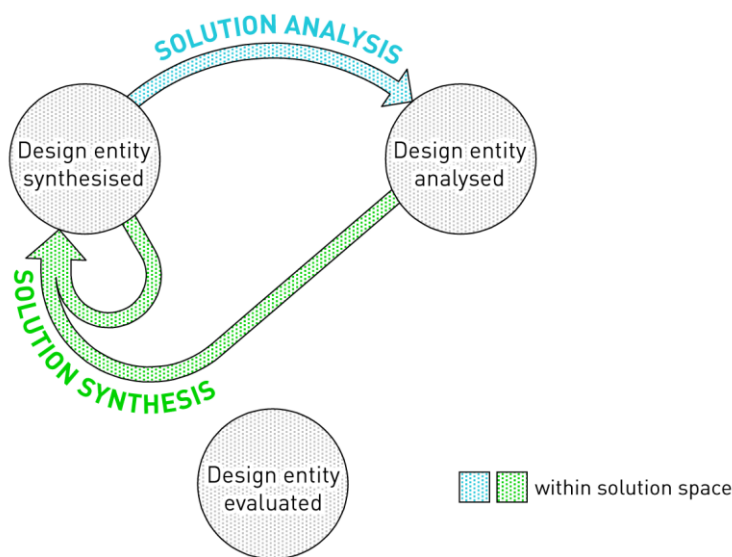 SOLUTION ANALYSIS
Design entity
synthesised
Design entity
analysed
SOLUTION SYNTHESIS
Design entity
evaluated
within solution space